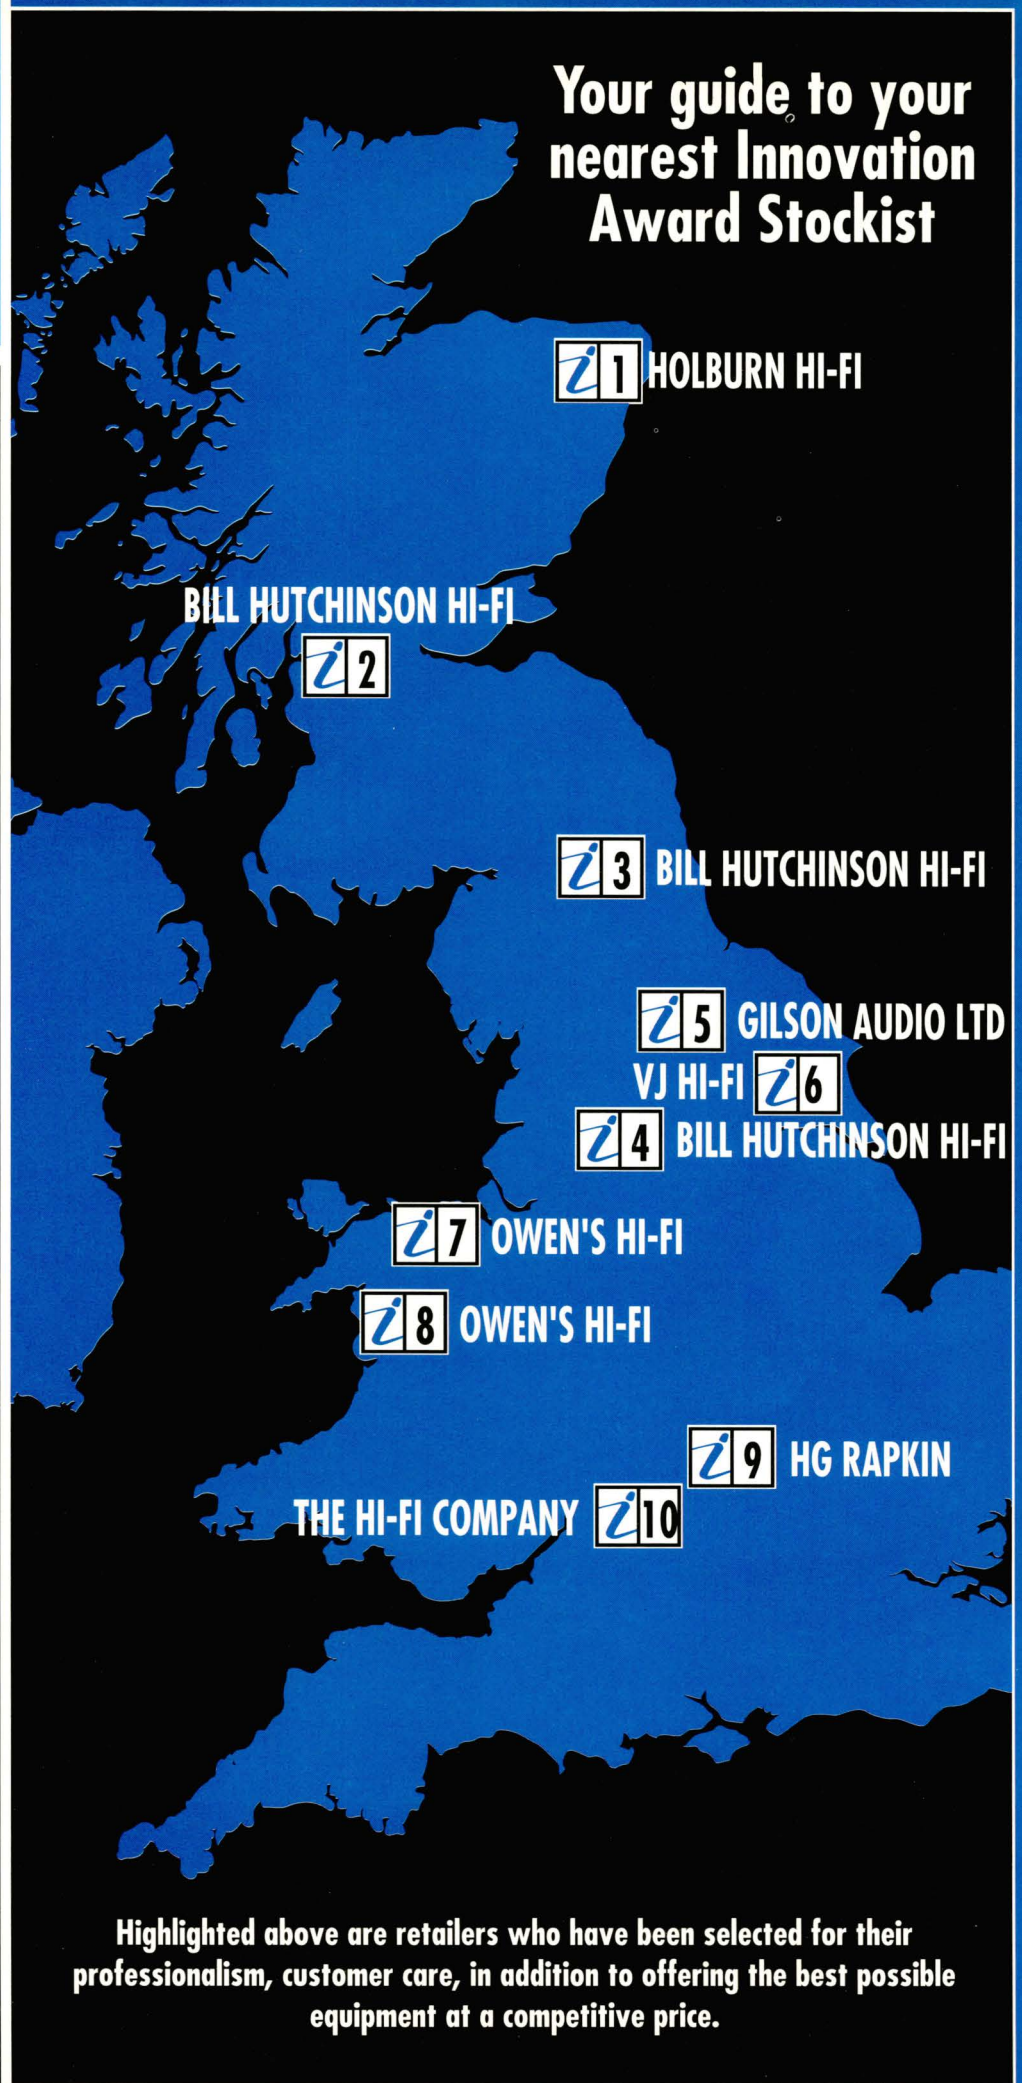 Your guide to your
nearest Innovation
Award Stockist
i 1 HOLBURN HI-FI
BILL HUTCHINSON HI-FI
i 2
i 3 BILL HUTCHINSON HI-FI
i 5 GILSON AUDIO LTD
VJ HI-FI i 6
i 4 BILL HUTCHINSON HI-FI
i 7 OWEN'S HI-FI
i 8 OWEN'S HI-FI
i 9 HG RAPKIN
THE HI-FI COMPANY i 10
Highlighted above are retailers who have been selected for their
professionalism, customer care, in addition to offering the best possible
equipment at a competitive price.